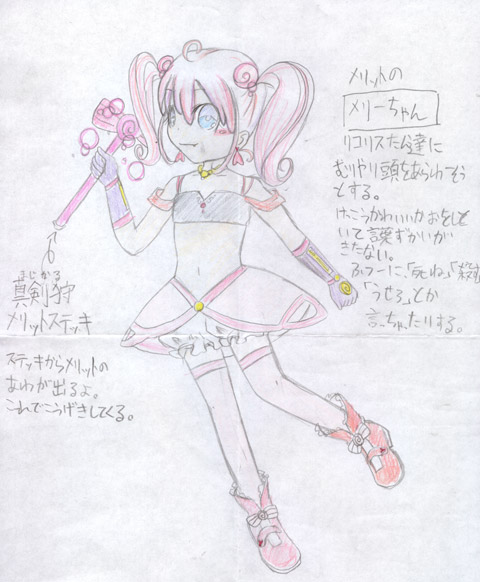 メリットの
メリーちゃん
リコリスたん達に
むりやり頭をあらわそう
とする。
けっこうかわいいかおをして
いて言葉ずかいが
きたない。
ふつーに、「死ね」「殺す」
「うせろ」とか
言っちゃたりする。
まじかる
真剣狩
メリットステッキ
ステッキからメリットの
あわが出るよ。
これでこうげきしてくる。